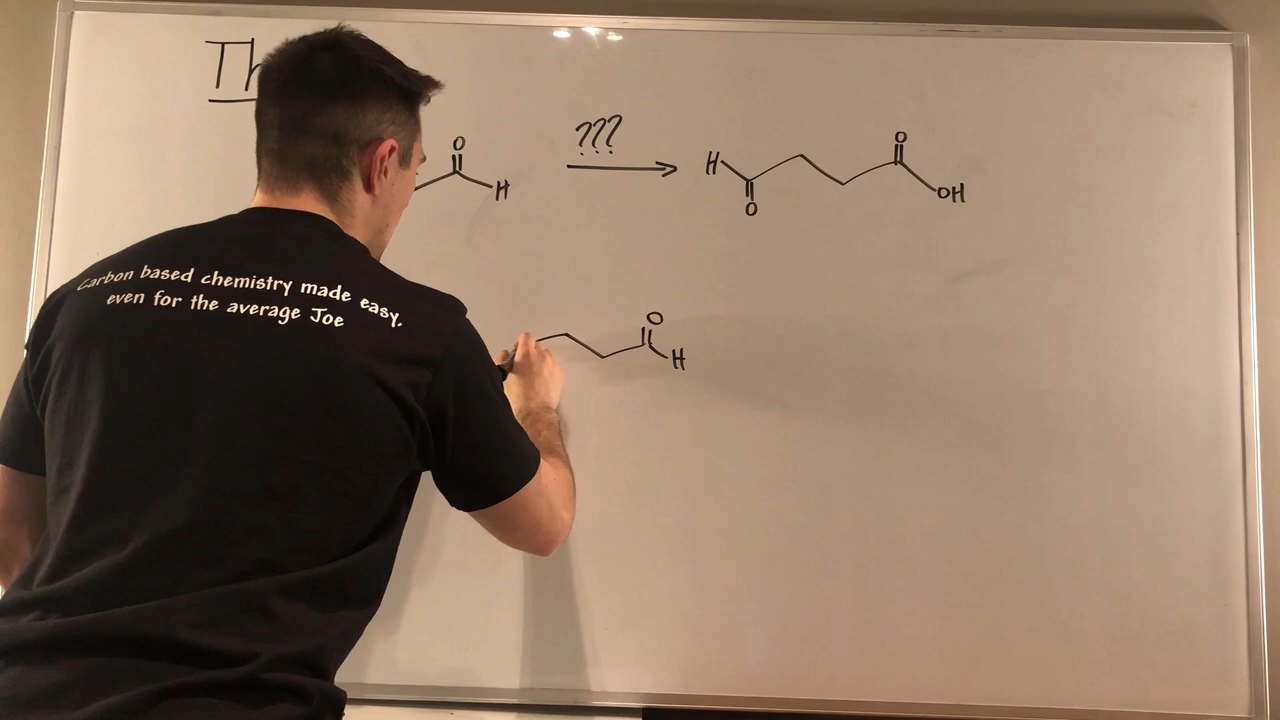 Th
O
H
???
H
O
O
OH
Carbon based chemistry made easy,
even for the average Joe
O
H